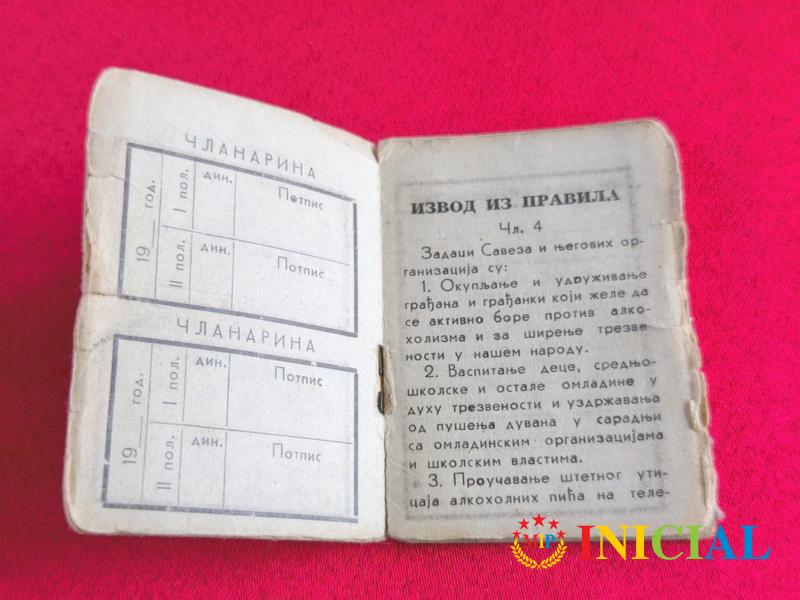 ЧЛАНАРИНА
19___ год.
I пол.
дин.
Потпис
II пол.
дин.
Потпис
ЧЛАНАРИНА
19___ год.
I пол.
дин.
Потпис
II пол.
дин.
Потпис
ИЗВОД ИЗ ПРАВИЛА
Чл. 4
Задаци Савеза и његових ор-
ганизација су:
1. Окупљање и удруживање
грађана и грађанки који желе да
се активно боре против алко-
холизма и за ширење трезве-
ности у нашем народу.
2. Васпитање деце, средњо-
школске и остале омладине у
духу трезвености и уздржавања
од пушења дувана у сарадњи
са омладинским организацијама
и школским властима.
3. Проучавање штетног ути-
цаја алкохолних пића на теле-
MP INICIAL